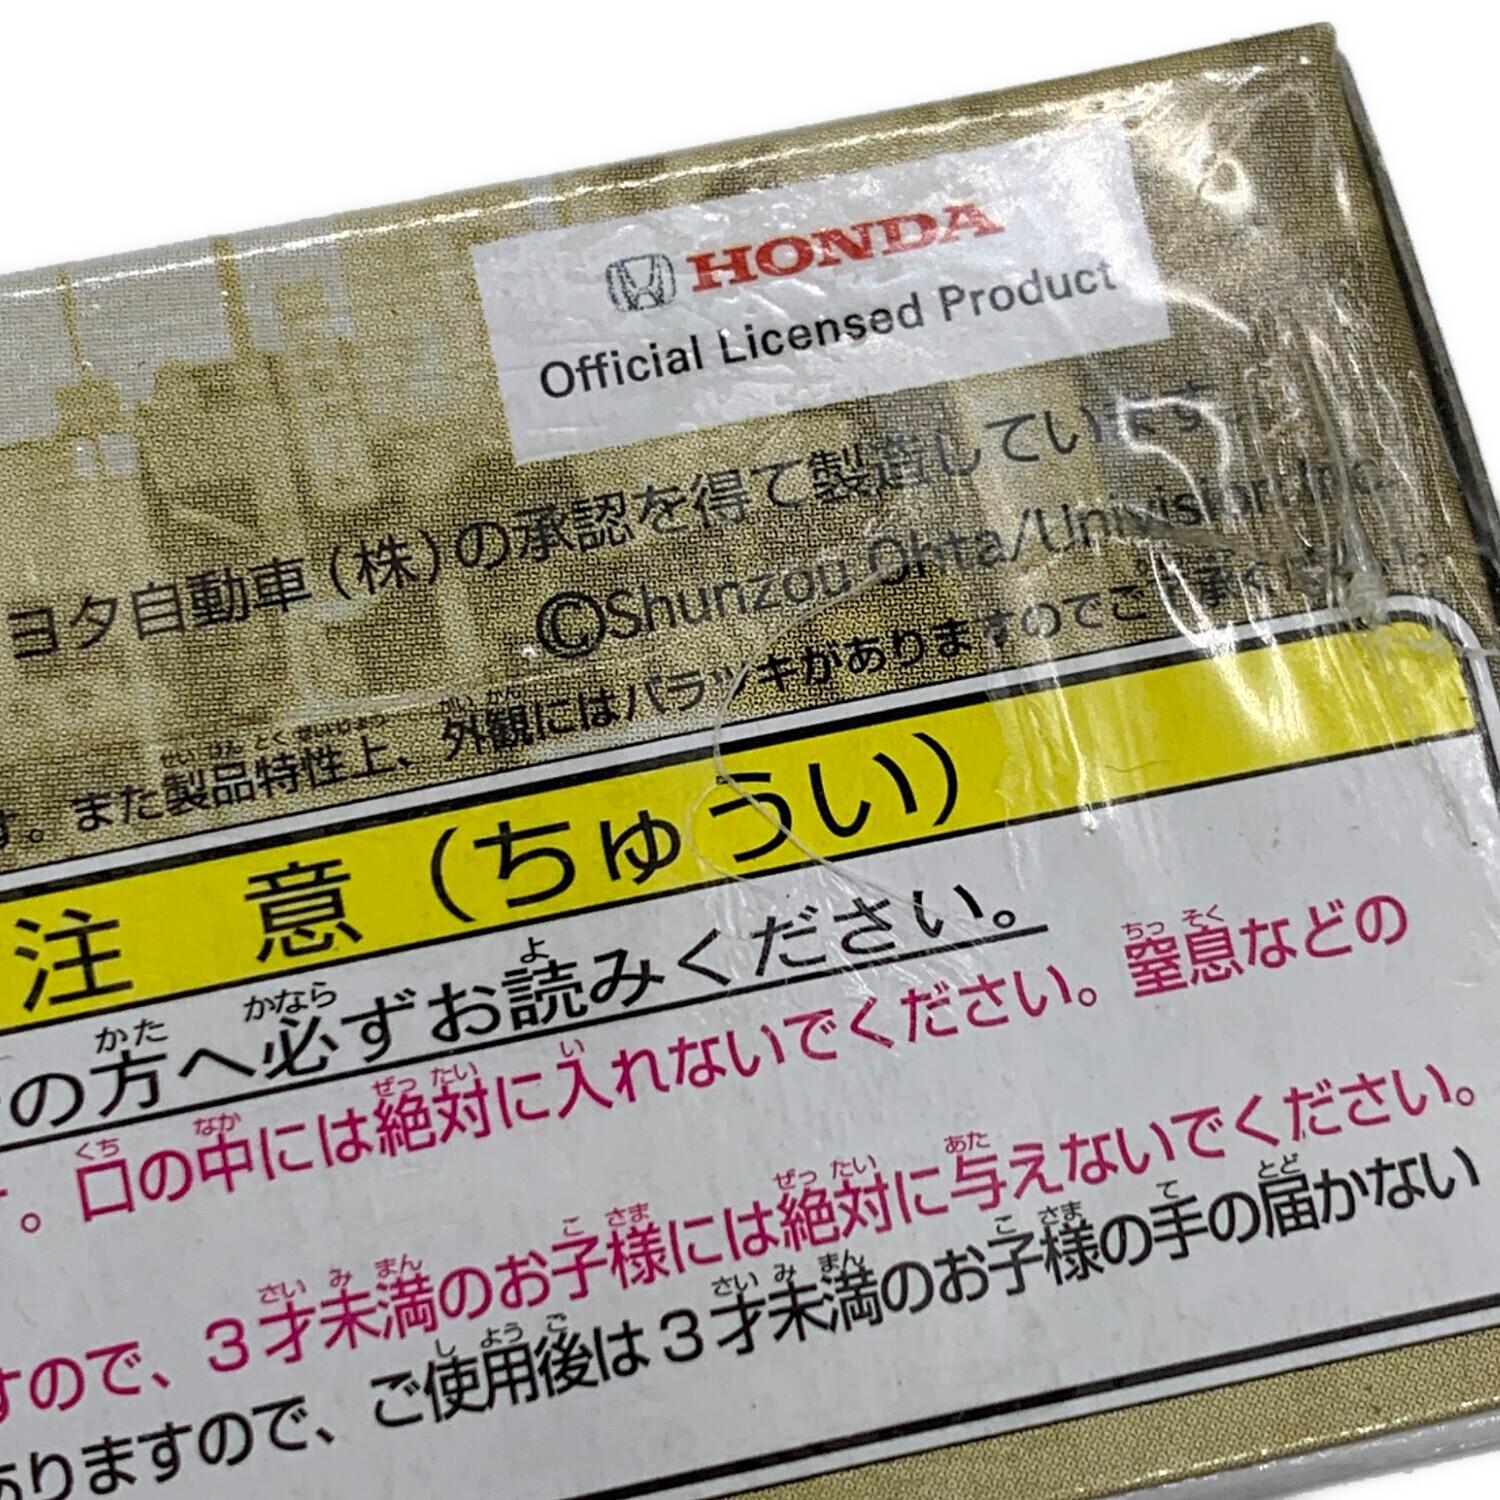 HONDA
Official Licensed Product
ヨタ自動車(株)の承認を得て製造しています。
©Shunzou Ohta/Univision Inc.
す。また製品特性上、外観にはバラツキがありますのでご了承く
注 意 (ちゅうい)
の方へ必ずお読みください。
。口の中には絶対に入れないでください。窒息などの
すので、3才未満のお子様には絶対に与えないでください。
ありますので、ご使用後は3才未満のお子様の手の届かない